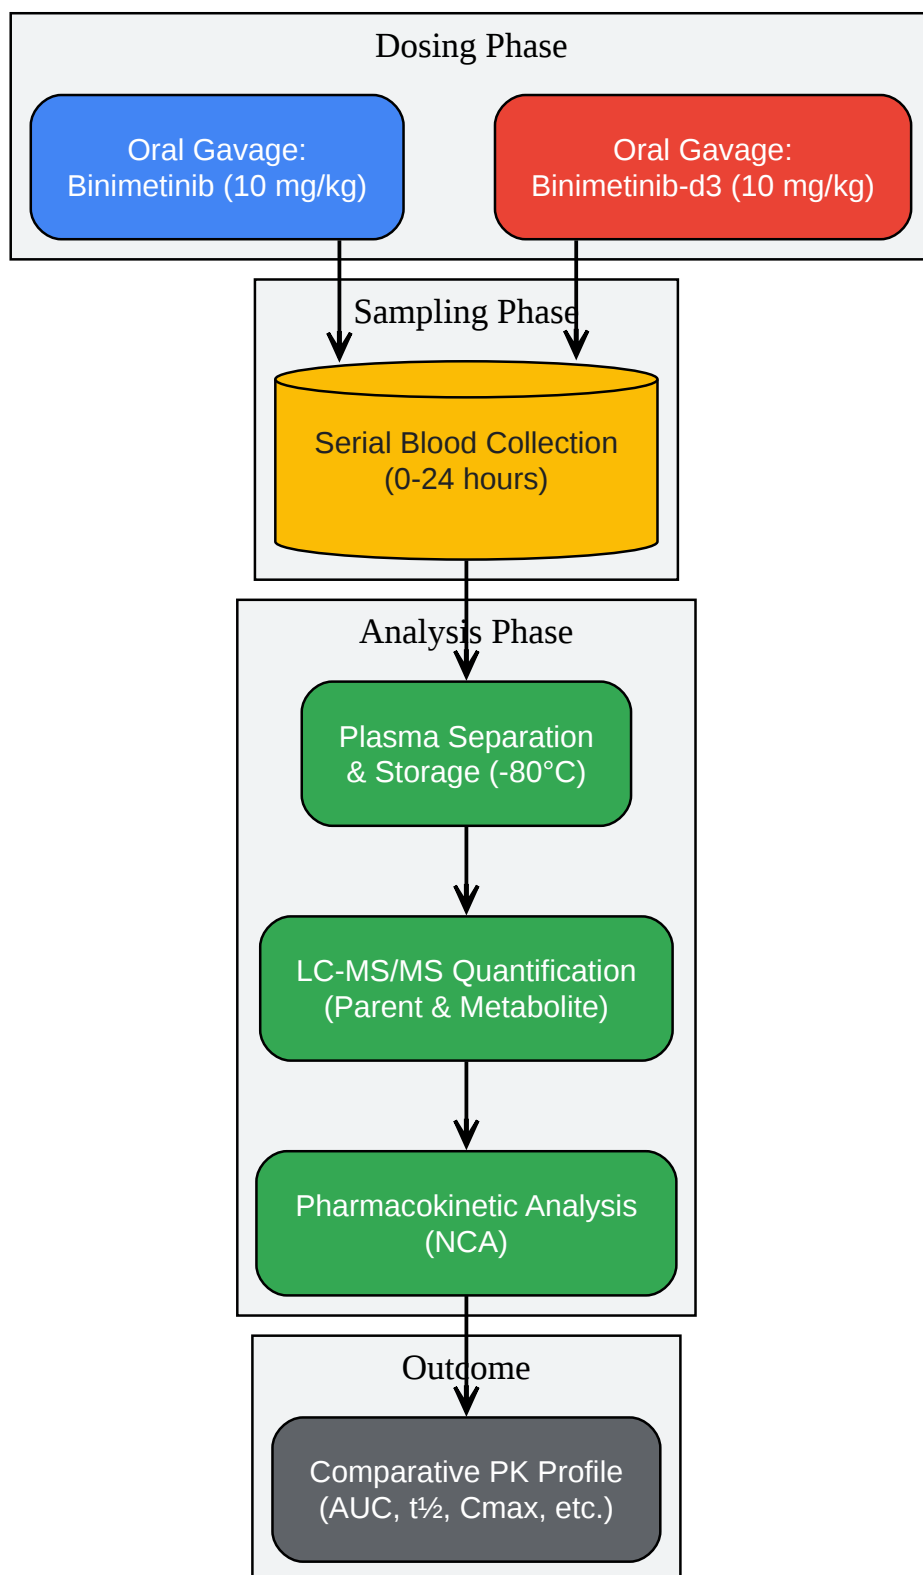 Dosing Phase
Oral Gavage:
Binimetinib (10 mg/kg)
Oral Gavage:
Binimetinib-d3 (10 mg/kg)
Sampling Phase
Serial Blood Collection
(0-24 hours)
Analysis Phase
Plasma Separation
& Storage (-80°C)
LC-MS/MS Quantification
(Parent & Metabolite)
Pharmacokinetic Analysis
(NCA)
Outcome
Comparative PK Profile
(AUC, t½, Cmax, etc.)